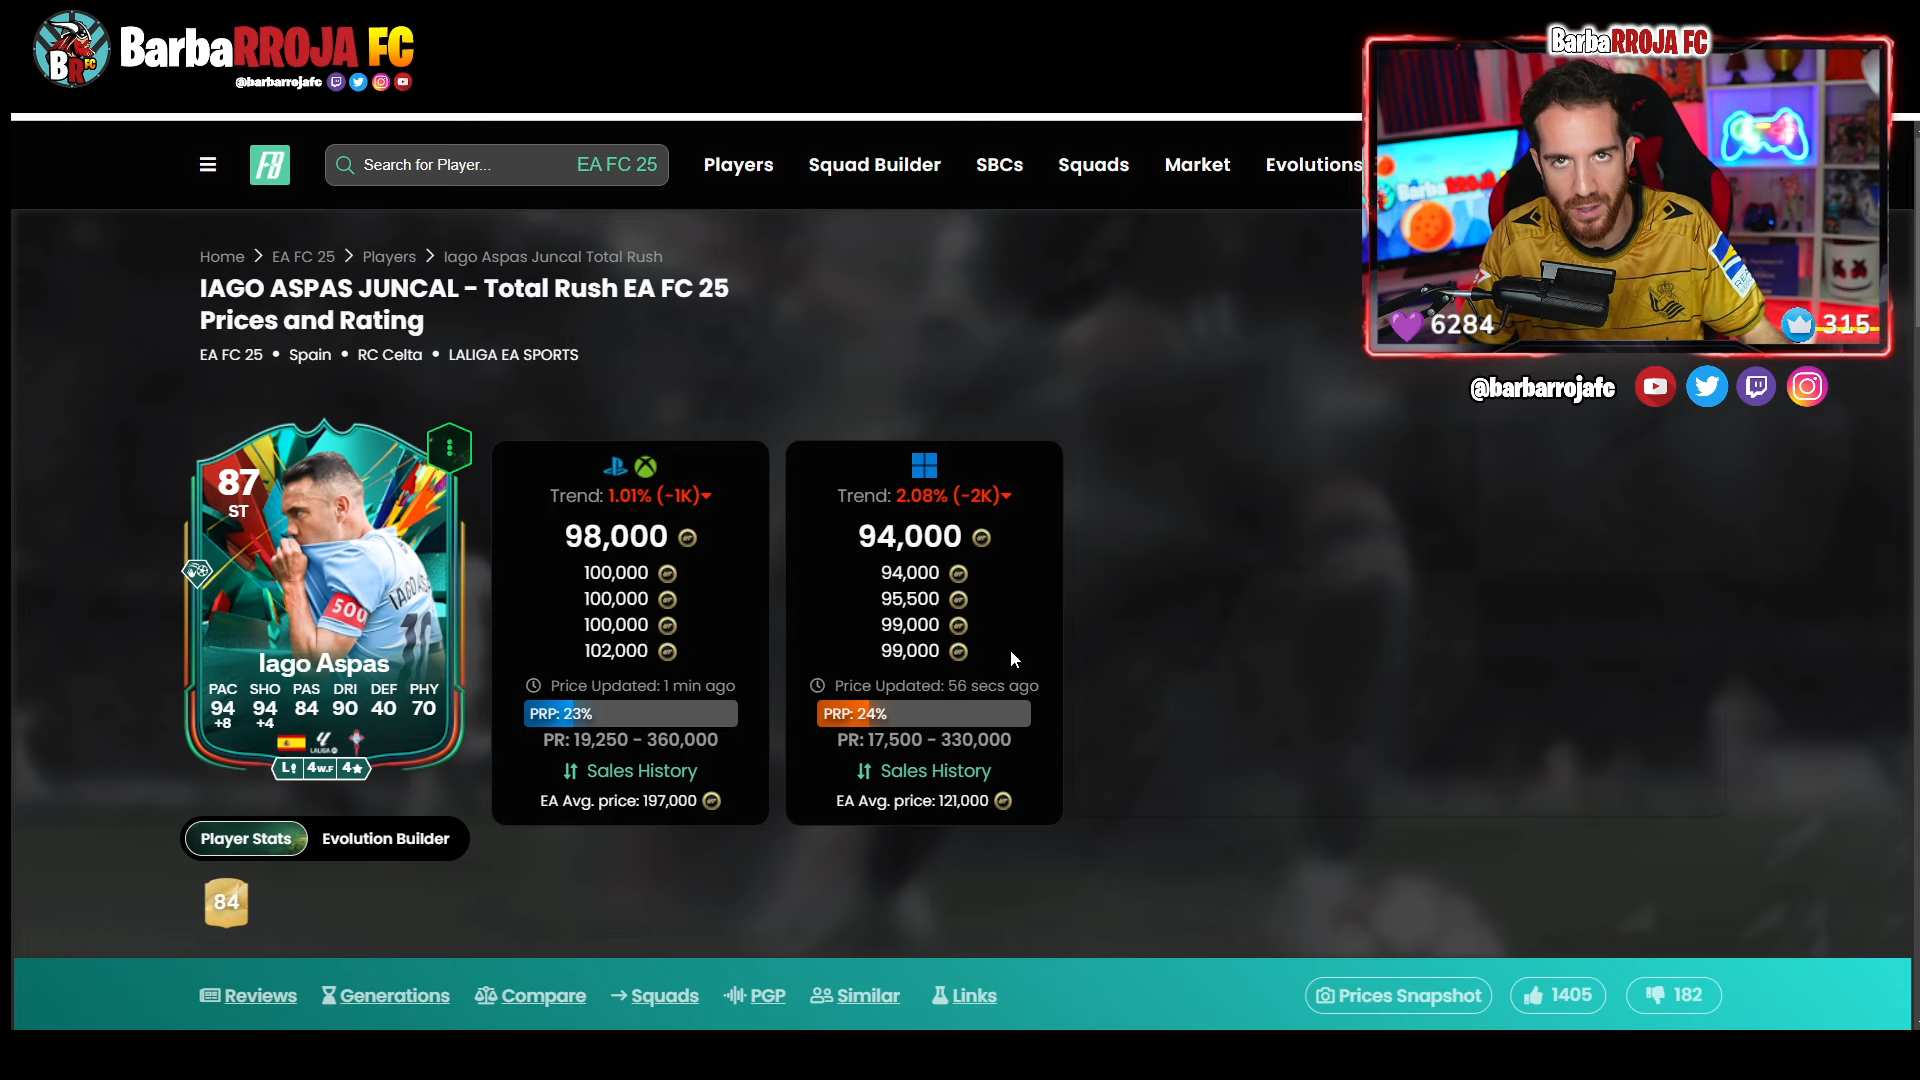 BarbaRROJA FC
@barbarrojafc
BarbaRROJA FC
Search for Player... EA FC 25
Players Squad Builder SBCs Squads Market Evolutions
6284
315
@barbarrojafc
Home > EA FC 25 > Players > Iago Aspas Juncal Total Rush
IAGO ASPAS JUNCAL - Total Rush EA FC 25
Prices and Rating
EA FC 25 • Spain • RC Celta • LALIGA EA SPORTS
87
ST
500
Iago Aspas
PAC SHO PAS DRI DEF PHY
94 94 84 90 40 70
+8 +4
LALIGA
L 4W.F 4★
Trend: 1.01% (-1K)
98,000
100,000
100,000
100,000
102,000
Price Updated: 1 min ago
PRP: 23%
PR: 19,250 - 360,000
Sales History
EA Avg. price: 197,000
Trend: 2.08% (-2K)
94,000
94,000
95,500
99,000
99,000
Price Updated: 56 secs ago
PRP: 24%
PR: 17,500 - 330,000
Sales History
EA Avg. price: 121,000
Player Stats Evolution Builder
84
Reviews Generations Compare Squads PGP Similar Links
Prices Snapshot 1405 182